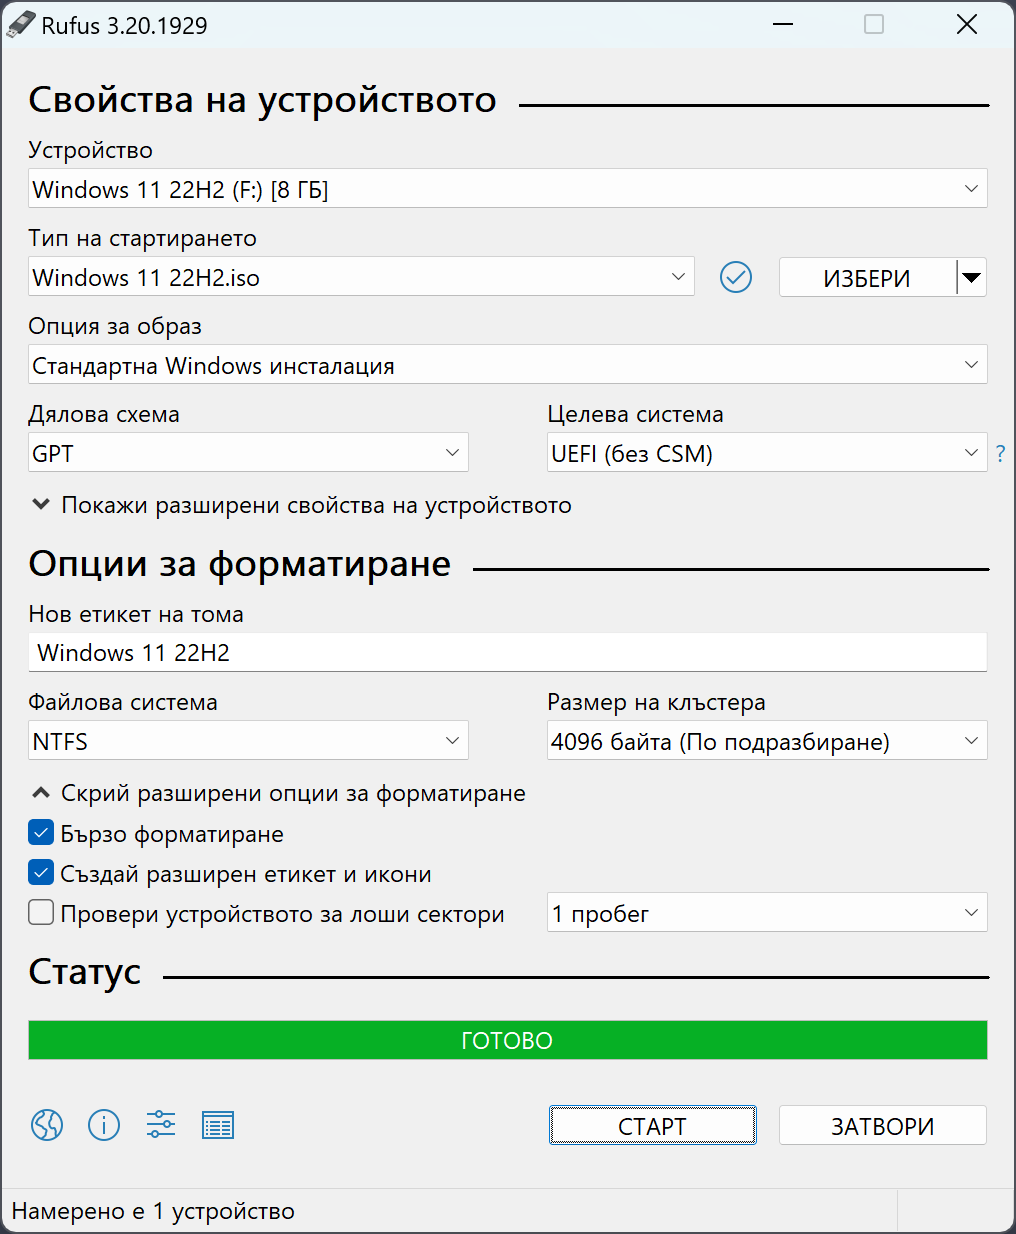 Rufus 3.20.1929
Свойства на устройството
Устройство
Windows 11 22H2 (F:) [8 ГБ]
Тип на стартирането
Windows 11 22H2.iso
ИЗБЕРИ
Опция за образ
Стандартна Windows инсталация
Дялова схема
Целева система
GPT
UEFI (без CSM)
?
Покажи разширени свойства на устройството
Опции за форматиране
Нов етикет на тома
Windows 11 22H2
Файлова система
Размер на клъстера
NTFS
4096 байта (По подразбиране)
Скрий разширени опции за форматиране
Бързо форматиране
Създай разширен етикет и икони
Провери устройството за лоши сектори
1 пробег
Статус
ГОТОВО
СТАРТ
ЗАТВОРИ
Намерено е 1 устройство